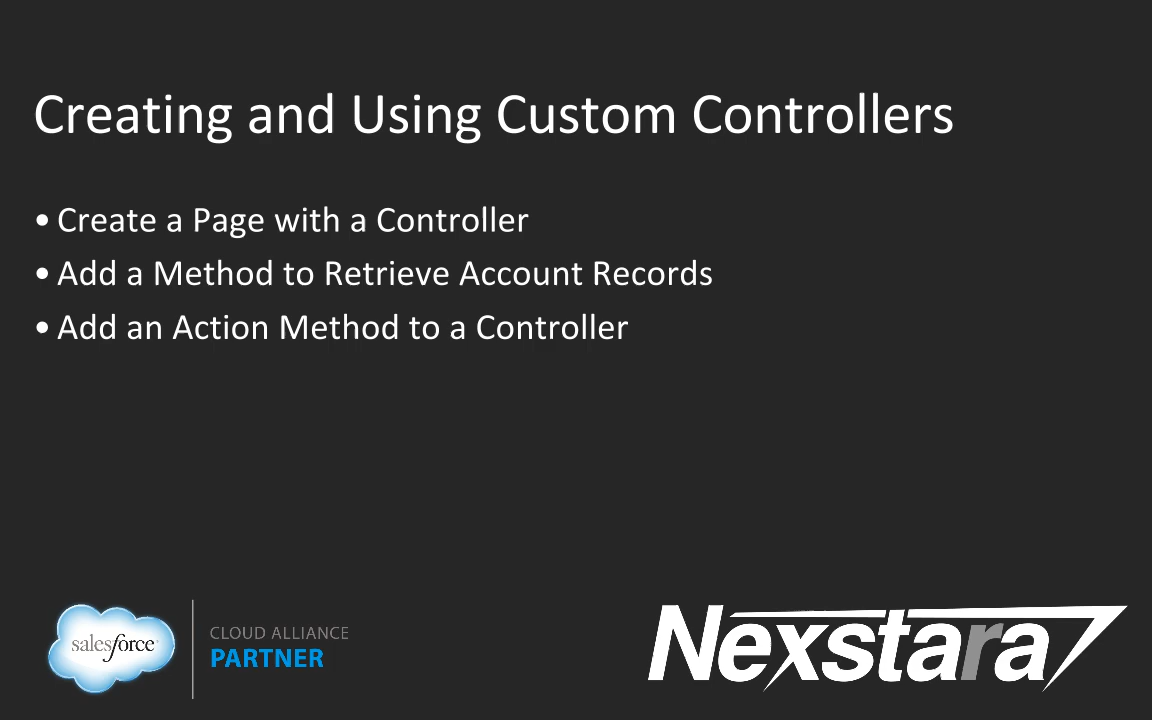 Creating and Using Custom Controllers
• Create a Page with a Controller
• Add a Method to Retrieve Account Records
• Add an Action Method to a Controller
salesforce
CLOUD ALLIANCE
PARTNER
Nexstara